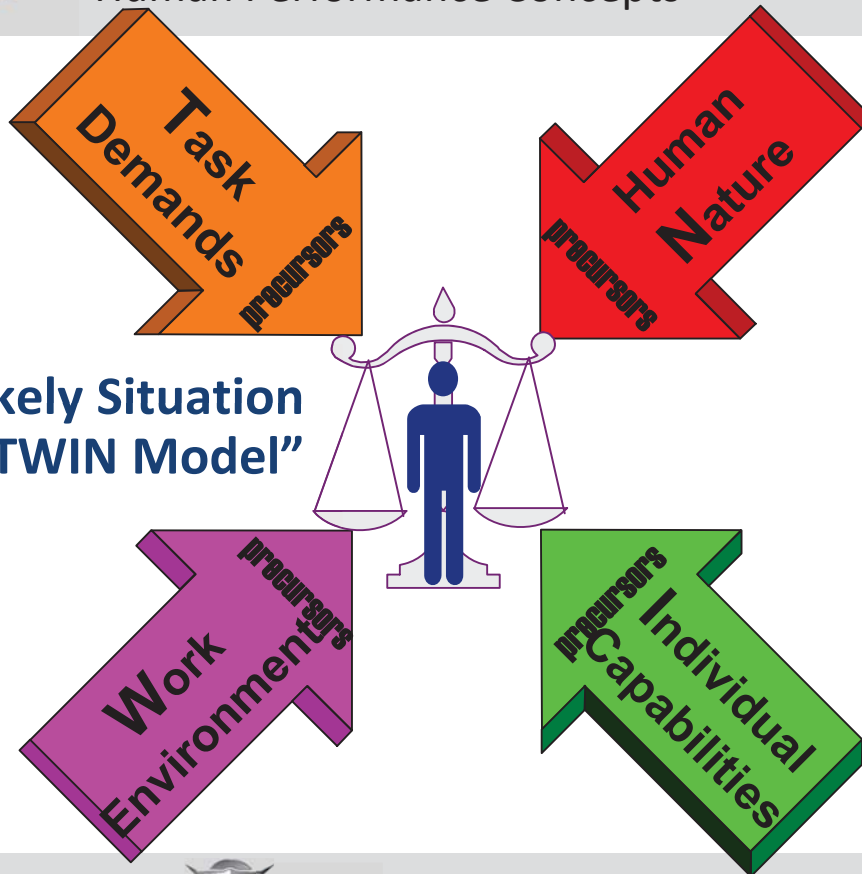 Human Performance Concepts
Task
Demands
precursors
Human
Nature
precursors
kely Situation
TWIN Model”
precursors
Work
Environment
precursors
Individual
Capabilities